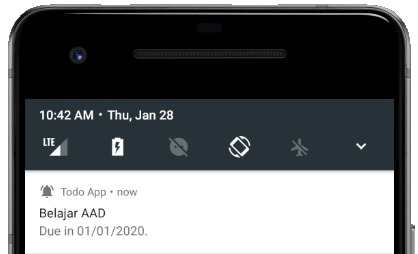 10:42 AM • Thu, Jan 28
LTE
Todo App • now
Belajar AAD
Due in 01/01/2020.